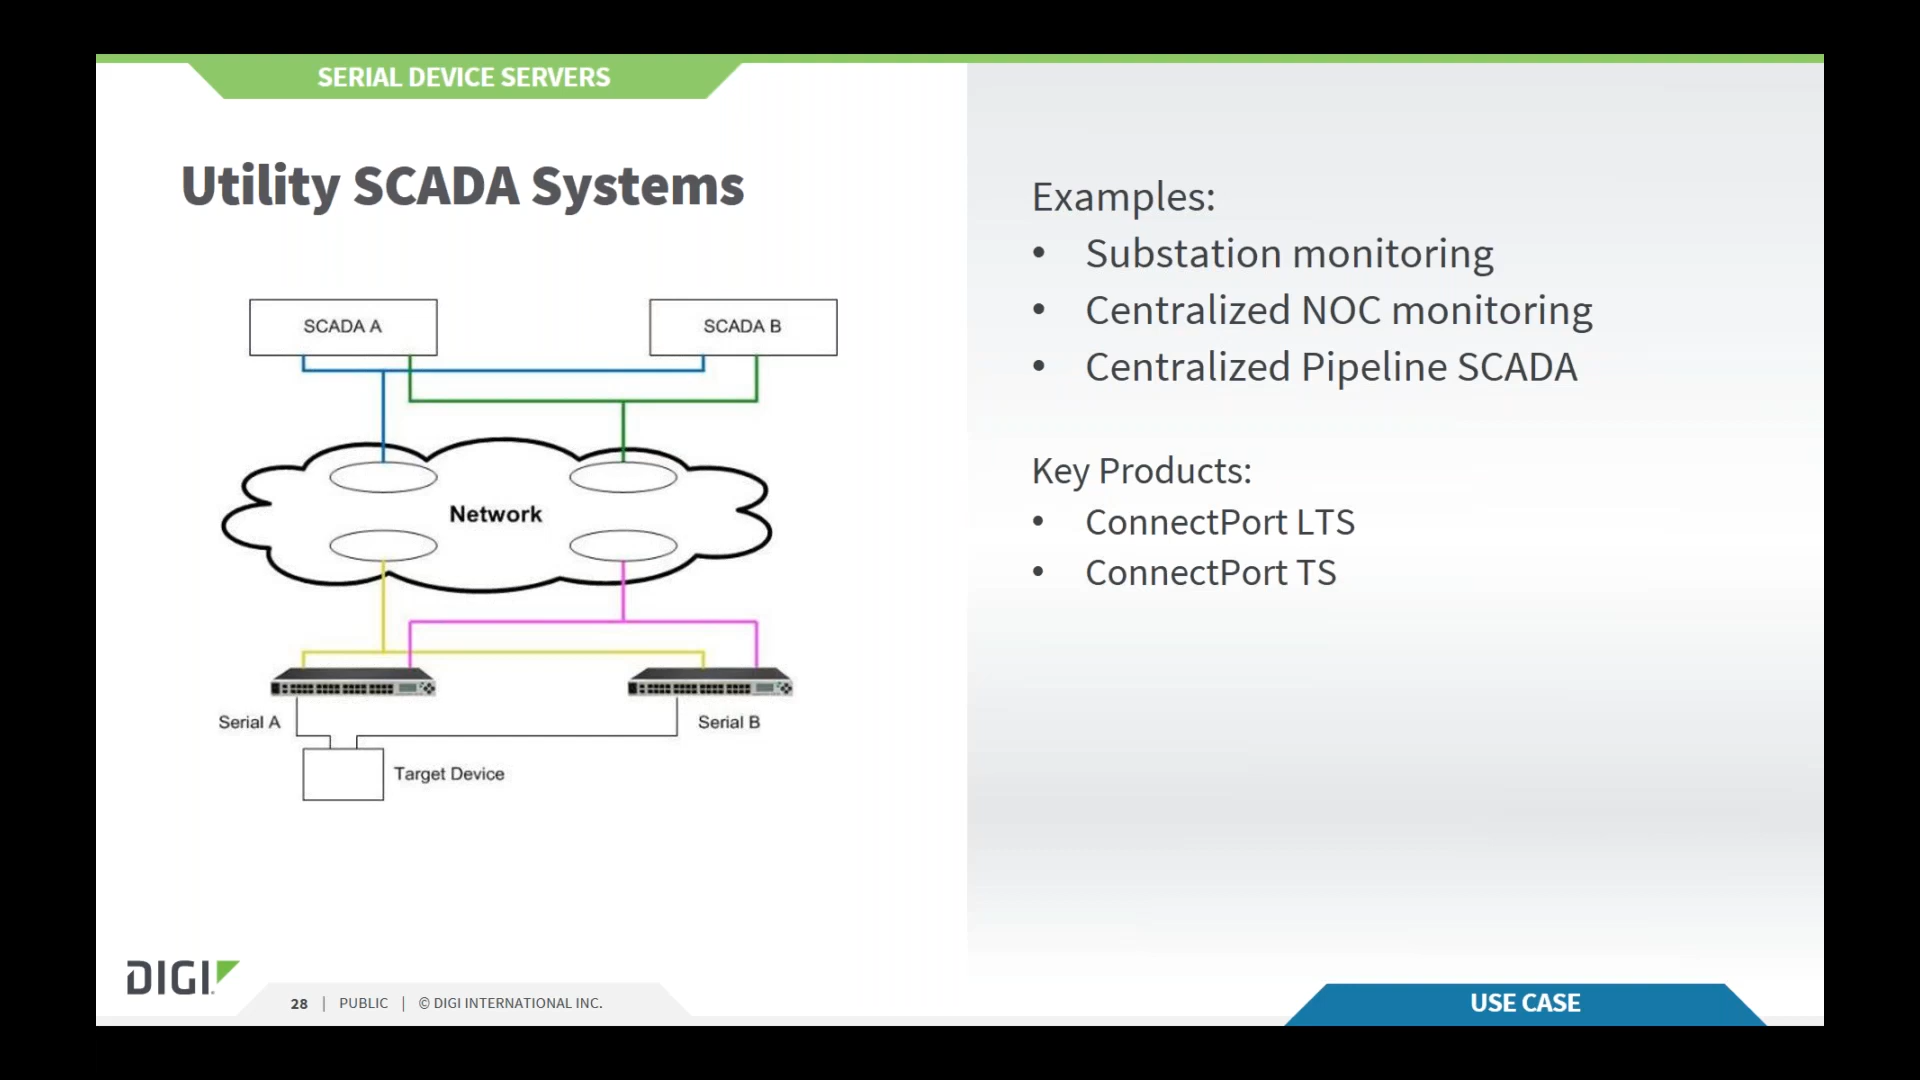 SERIAL DEVICE SERVERS
Utility SCADA Systems
SCADA A
SCADA B
Network
Serial A
Serial B
Target Device
Examples:
• Substation monitoring
• Centralized NOC monitoring
• Centralized Pipeline SCADA
Key Products:
• ConnectPort LTS
• ConnectPort TS
DIGI
28 | PUBLIC | © DIGI INTERNATIONAL INC.
USE CASE